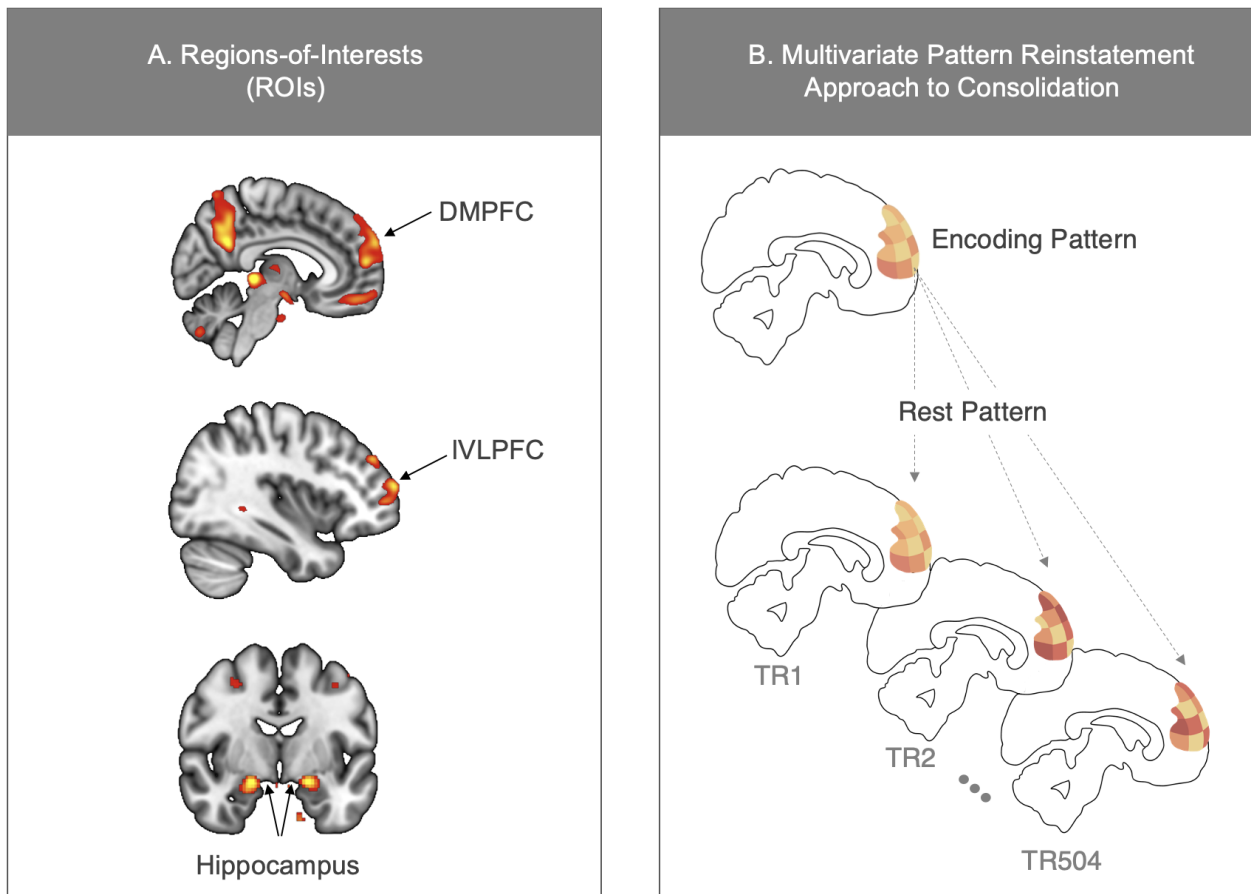 A. Regions-of-Interests
(ROIs)
DMPFC
lVLPFC
Hippocampus
B. Multivariate Pattern Reinstatement
Approach to Consolidation
Encoding Pattern
Rest Pattern
TR1
TR2
TR504